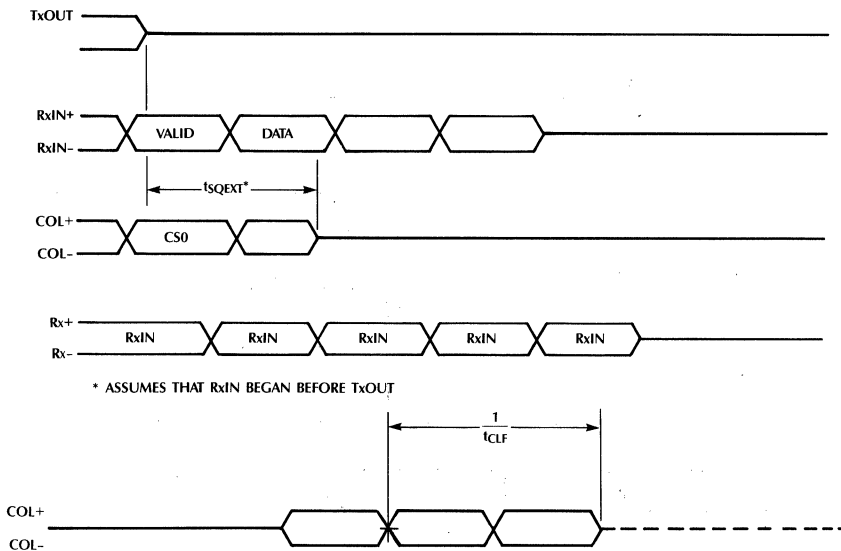 TxOUT
RxIN+
RxIN–
VALID DATA
tSQEXT*
COL+
COL–
CS0
Rx+
Rx–
RxIN RxIN RxIN RxIN RxIN
* ASSUMES THAT RxIN BEGAN BEFORE TxOUT
1
tCLF
COL+
COL–